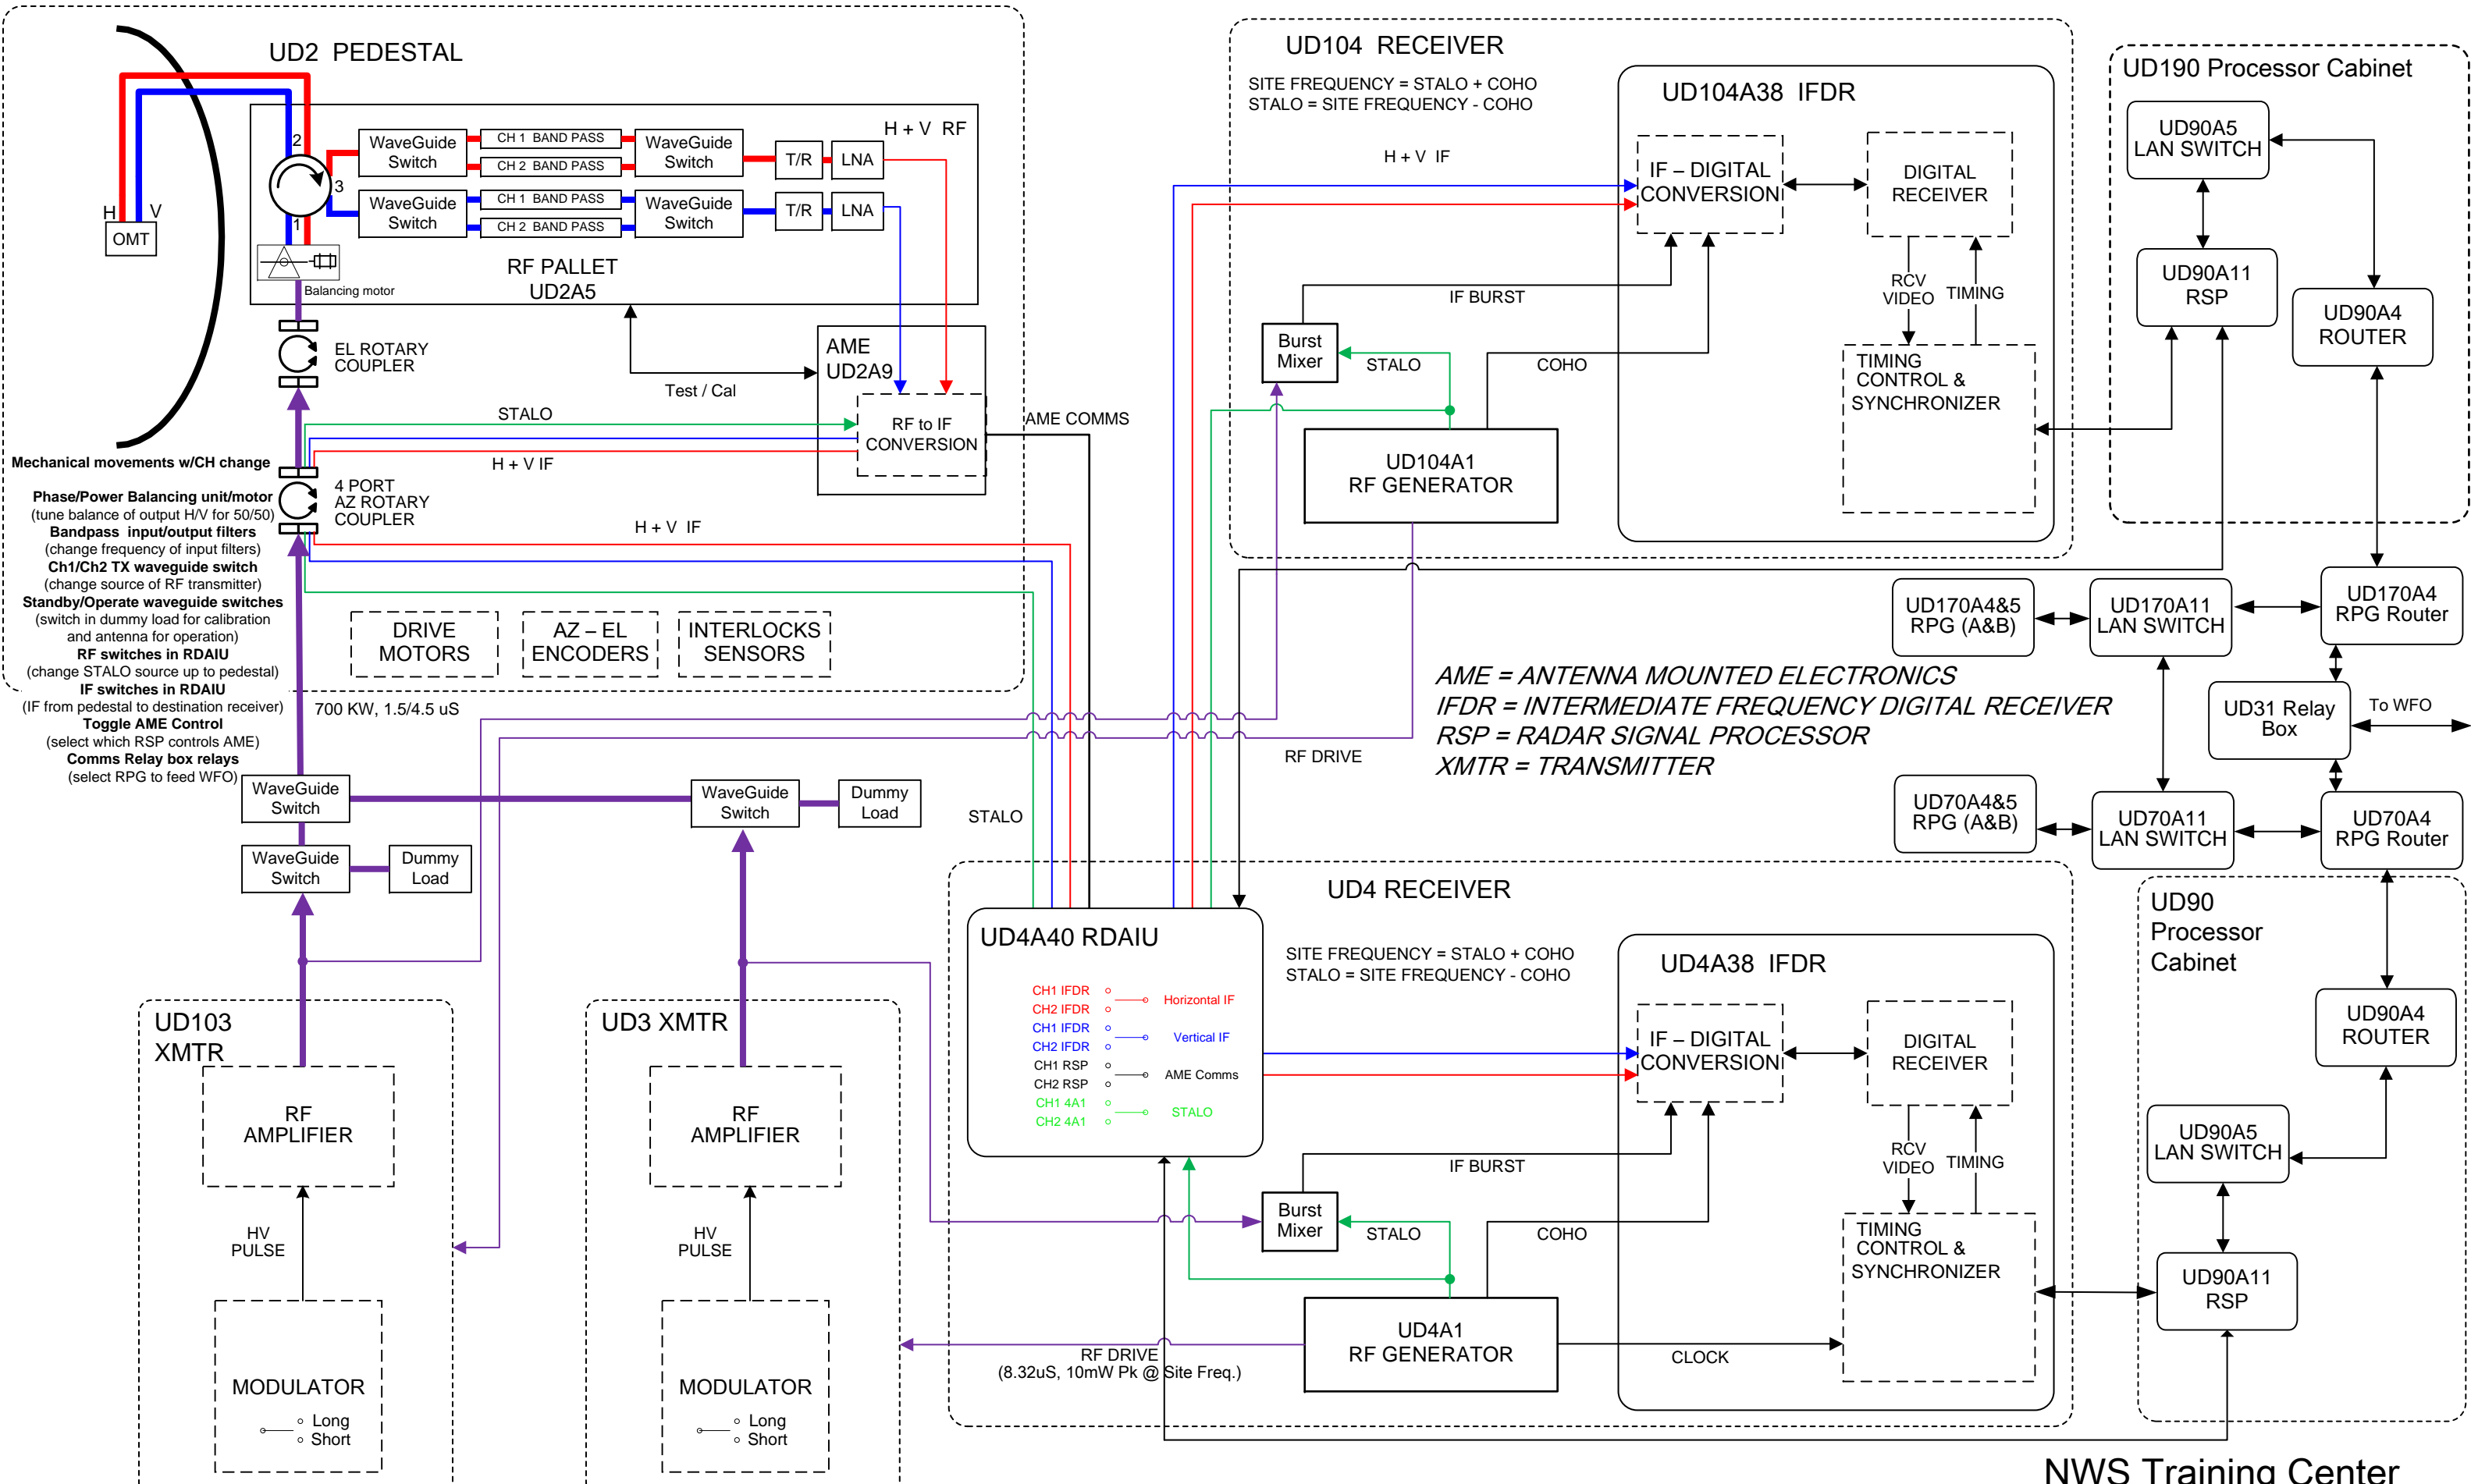 UD2 PEDESTAL
H V
OMT
2
3
1
WaveGuide
Switch
CH 1 BAND PASS
CH 2 BAND PASS
WaveGuide
Switch
T/R
LNA
H + V RF
WaveGuide
Switch
CH 1 BAND PASS
CH 2 BAND PASS
WaveGuide
Switch
T/R
LNA
Balancing motor
RF PALLET
UD2A5
EL ROTARY
COUPLER
Test / Cal
AME
UD2A9
RF to IF
CONVERSION
AME COMMS
STALO
H + V IF
4 PORT
AZ ROTARY
COUPLER
H + V IF
Mechanical movements w/CH change
Phase/Power Balancing unit/motor
(tune balance of output H/V for 50/50)
Bandpass input/output filters
(change frequency of input filters)
Ch1/Ch2 TX waveguide switch
(change source of RF transmitter)
Standby/Operate waveguide switches
(switch in dummy load for calibration
and antenna for operation)
RF switches in RDAIU
(change STALO source up to pedestal)
IF switches in RDAIU
(IF from pedestal to destination receiver)
Toggle AME Control
(select which RSP controls AME)
Comms Relay box relays
(select RPG to feed WFO)
DRIVE
MOTORS
AZ – EL
ENCODERS
INTERLOCKS
SENSORS
700 KW, 1.5/4.5 uS
WaveGuide
Switch
WaveGuide
Switch
Dummy
Load
WaveGuide
Switch
Dummy
Load
STALO
RF DRIVE
UD104 RECEIVER
SITE FREQUENCY = STALO + COHO
STALO = SITE FREQUENCY - COHO
H + V IF
UD104A38 IFDR
IF – DIGITAL
CONVERSION
DIGITAL
RECEIVER
RCV
VIDEO
TIMING
IF BURST
Burst
Mixer
STALO
COHO
TIMING
CONTROL &
SYNCHRONIZER
UD104A1
RF GENERATOR
UD190 Processor Cabinet
UD90A5
LAN SWITCH
UD90A11
RSP
UD90A4
ROUTER
UD170A4&5
RPG (A&B)
UD170A11
LAN SWITCH
UD170A4
RPG Router
UD31 Relay
Box
To WFO
AME = ANTENNA MOUNTED ELECTRONICS
IFDR = INTERMEDIATE FREQUENCY DIGITAL RECEIVER
RSP = RADAR SIGNAL PROCESSOR
XMTR = TRANSMITTER
UD70A4&5
RPG (A&B)
UD70A11
LAN SWITCH
UD70A4
RPG Router
UD4 RECEIVER
UD4A40 RDAIU
CH1 IFDR
CH2 IFDR
Horizontal IF
CH1 IFDR
CH2 IFDR
Vertical IF
CH1 RSP
CH2 RSP
AME Comms
CH1 4A1
CH2 4A1
STALO
SITE FREQUENCY = STALO + COHO
STALO = SITE FREQUENCY - COHO
UD4A38 IFDR
IF – DIGITAL
CONVERSION
DIGITAL
RECEIVER
RCV
VIDEO
TIMING
IF BURST
Burst
Mixer
STALO
COHO
TIMING
CONTROL &
SYNCHRONIZER
UD4A1
RF GENERATOR
CLOCK
RF DRIVE
(8.32uS, 10mW Pk @ Site Freq.)
UD90
Processor
Cabinet
UD90A4
ROUTER
UD90A5
LAN SWITCH
UD90A11
RSP
UD103
XMTR
RF
AMPLIFIER
HV
PULSE
MODULATOR
Long
Short
UD3 XMTR
RF
AMPLIFIER
HV
PULSE
MODULATOR
Long
Short
NWS Training Center